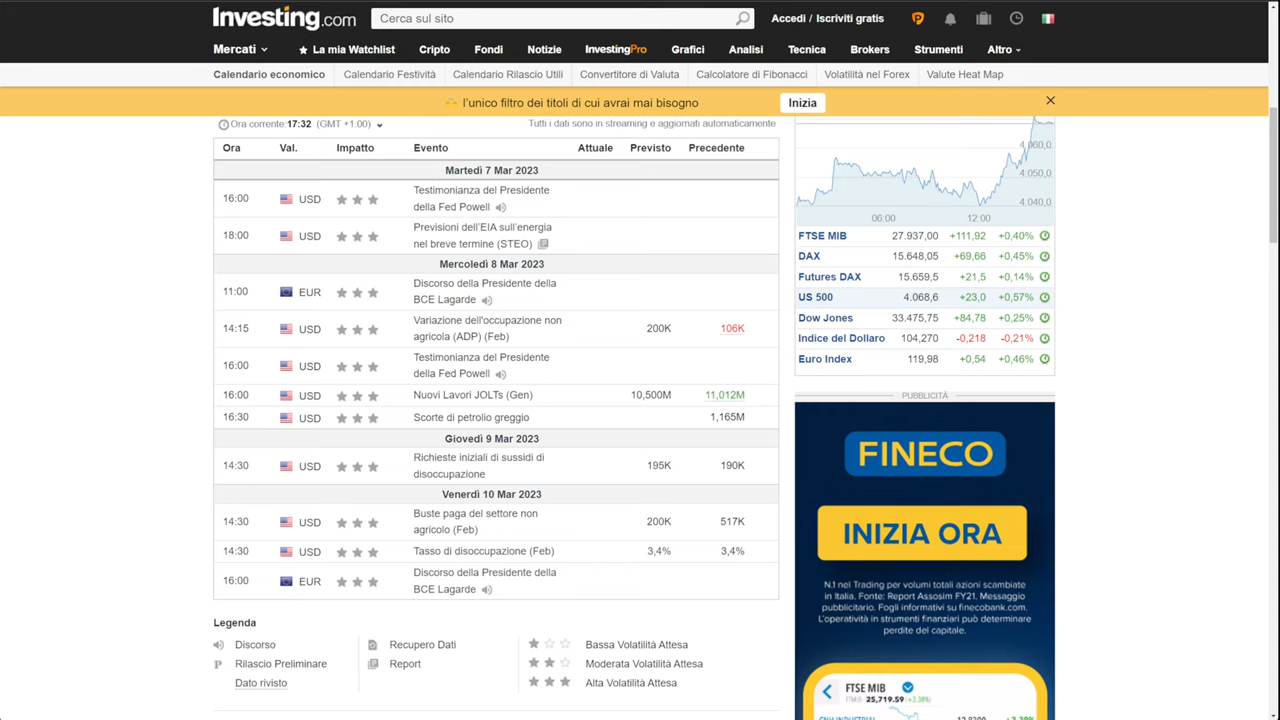 Investing.com
Cerca sul sito
Accedi / Iscriviti gratis
Mercati
La mia Watchlist
Cripto
Fondi
Notizie
InvestingPro
Grafici
Analisi
Tecnica
Brokers
Strumenti
Altro
Calendario economico
Calendario Festività
Calendario Rilascio Utili
Convertitore di Valuta
Calcolatore di Fibonacci
Volatilità nel Forex
Valute Heat Map
l'unico filtro dei titoli di cui avrai mai bisogno
Inizia
Ora corrente: 17:32 (GMT +1:00)
Tutti i dati sono in streaming e aggiornati automaticamente
Ora Val. Impatto Evento Attuale Previsto Precedente
Martedì 7 Mar 2023
16:00 USD Testimonianza del Presidente
della Fed Powell
18:00 USD Previsioni dell'EIA sull'energia
nel breve termine (STEO)
Mercoledì 8 Mar 2023
11:00 EUR Discorso della Presidente della
BCE Lagarde
14:15 USD Variazione dell'occupazione non 200K 106K
agricola (ADP) (Feb)
16:00 USD Testimonianza del Presidente
della Fed Powell
16:00 USD Nuovi Lavori JOLTs (Gen) 10,500M 11,012M
16:30 USD Scorte di petrolio greggio 1,165M
Giovedì 9 Mar 2023
14:30 USD Richieste iniziali di sussidi di 195K 190K
disoccupazione
Venerdì 10 Mar 2023
14:30 USD Buste paga del settore non 200K 517K
agricolo (Feb)
14:30 USD Tasso di disoccupazione (Feb) 3,4% 3,4%
16:00 EUR Discorso della Presidente della
BCE Lagarde
Legenda
Discorso
Rilascio Preliminare
Dato rivisto
Recupero Dati
Report
Bassa Volatilità Attesa
Moderata Volatilità Attesa
Alta Volatilità Attesa
4.060,0
4.050,0
4.040,0
06:00 12:00
FTSE MIB 27.937,00 +111,92 +0,40%
DAX 15.648,05 +69,66 +0,45%
Futures DAX 15.659,5 +21,5 +0,14%
US 500 4.068,6 +23,0 +0,57%
Dow Jones 33.475,75 +84,78 +0,25%
Indice del Dollaro 104,270 -0,218 -0,21%
Euro Index 119,98 +0,54 +0,46%
PUBBLICITÀ
FINECO
INIZIA ORA
N.1 nel Trading per volumi totali azioni scambiate
in Italia. Fonte: Report Assosim FY21. Messaggio
pubblicitario. Fogli informativi su finecobank.com.
L'operatività in strumenti finanziari può determinare
perdite del capitale.
FTSE MIB
25,719.59